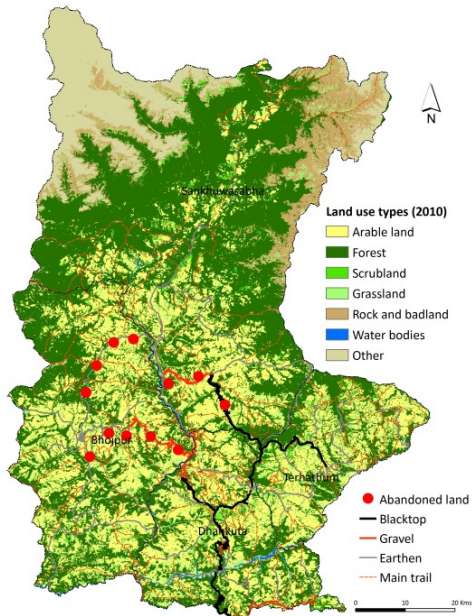 N
Sankhuwasabha
Land use types (2010)
Arable land
Forest
Scrubland
Grassland
Rock and badland
Water bodies
Other
Bhojpur
Terhathum
Dhankuta
Abandoned land
Blacktop
Gravel
Earthen
Main trail
0 10 20 Kms